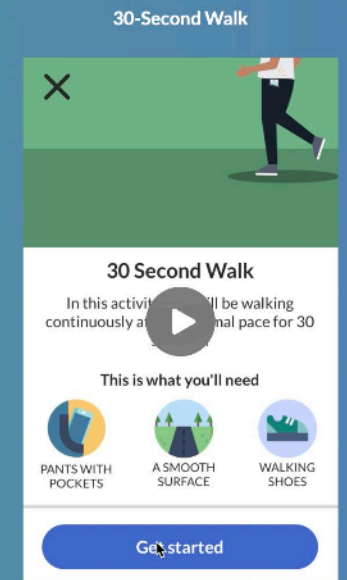 30-Second Walk
30 Second Walk
In this activit ll be walking
continuously a mal pace for 30
This is what you'll need
PANTS WITH
POCKETS
A SMOOTH
SURFACE
WALKING
SHOES
Get started